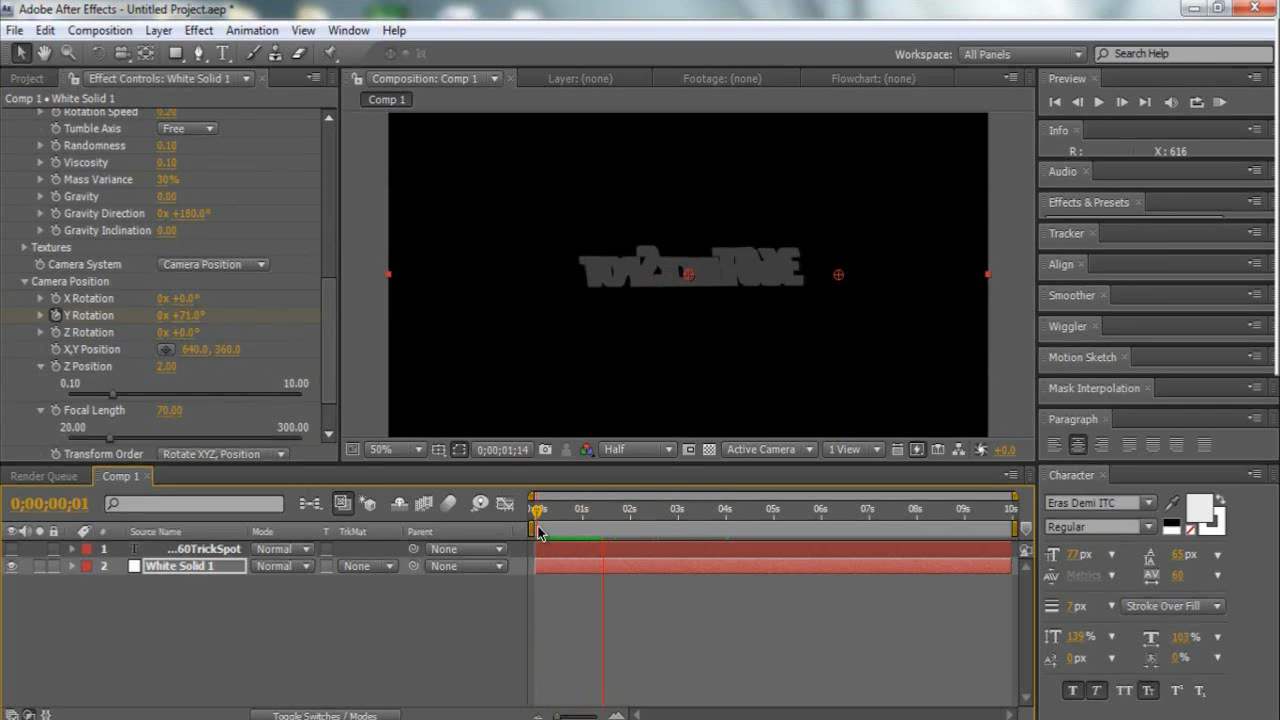 Adobe After Effects - Untitled Project.aep *
File Edit Composition Layer Effect Animation View Window Help
Workspace: All Panels Search Help
Project Effect Controls: White Solid 1
Composition: Comp 1 Layer: (none) Footage: (none) Flowchart: (none)
Preview
Comp 1 • White Solid 1
Comp 1
Rotation Speed 0.20
Tumble Axis Free
Randomness 0.10
Viscosity 0.10
Mass Variance 30%
Gravity 0.00
Gravity Direction 0x +180.0°
Gravity Inclination 0.00
Textures
Camera System Camera Position
Camera Position
X Rotation 0x +0.0°
Y Rotation 0x +71.0°
Z Rotation 0x +0.0°
X,Y Position 640.0, 360.0
Z Position 2.00
0.10 10.00
Focal Length 70.00
20.00 300.00
Transform Order Rotate XYZ, Position
50% 0;00;01;14 Half Active Camera 1 View +0.0
Info
R: X: 616
Audio
Effects & Presets
Tracker
Align
Smoother
Wiggler
Motion Sketch
Mask Interpolation
Paragraph
Character
Eras Demi ITC
Regular
77 px 65 px
Metrics 60
7 px Stroke Over Fill
139 % 103 %
0 px 0 %
T T TT Tт T¹ T₁
Render Queue Comp 1
0;00;00;01
01s 02s 03s 04s 05s 06s 07s 08s 09s 10s
# Source Name Mode T TrkMat Parent
1 T ...60TrickSpot Normal None
2 White Solid 1 Normal None None
Toggle Switches / Modes